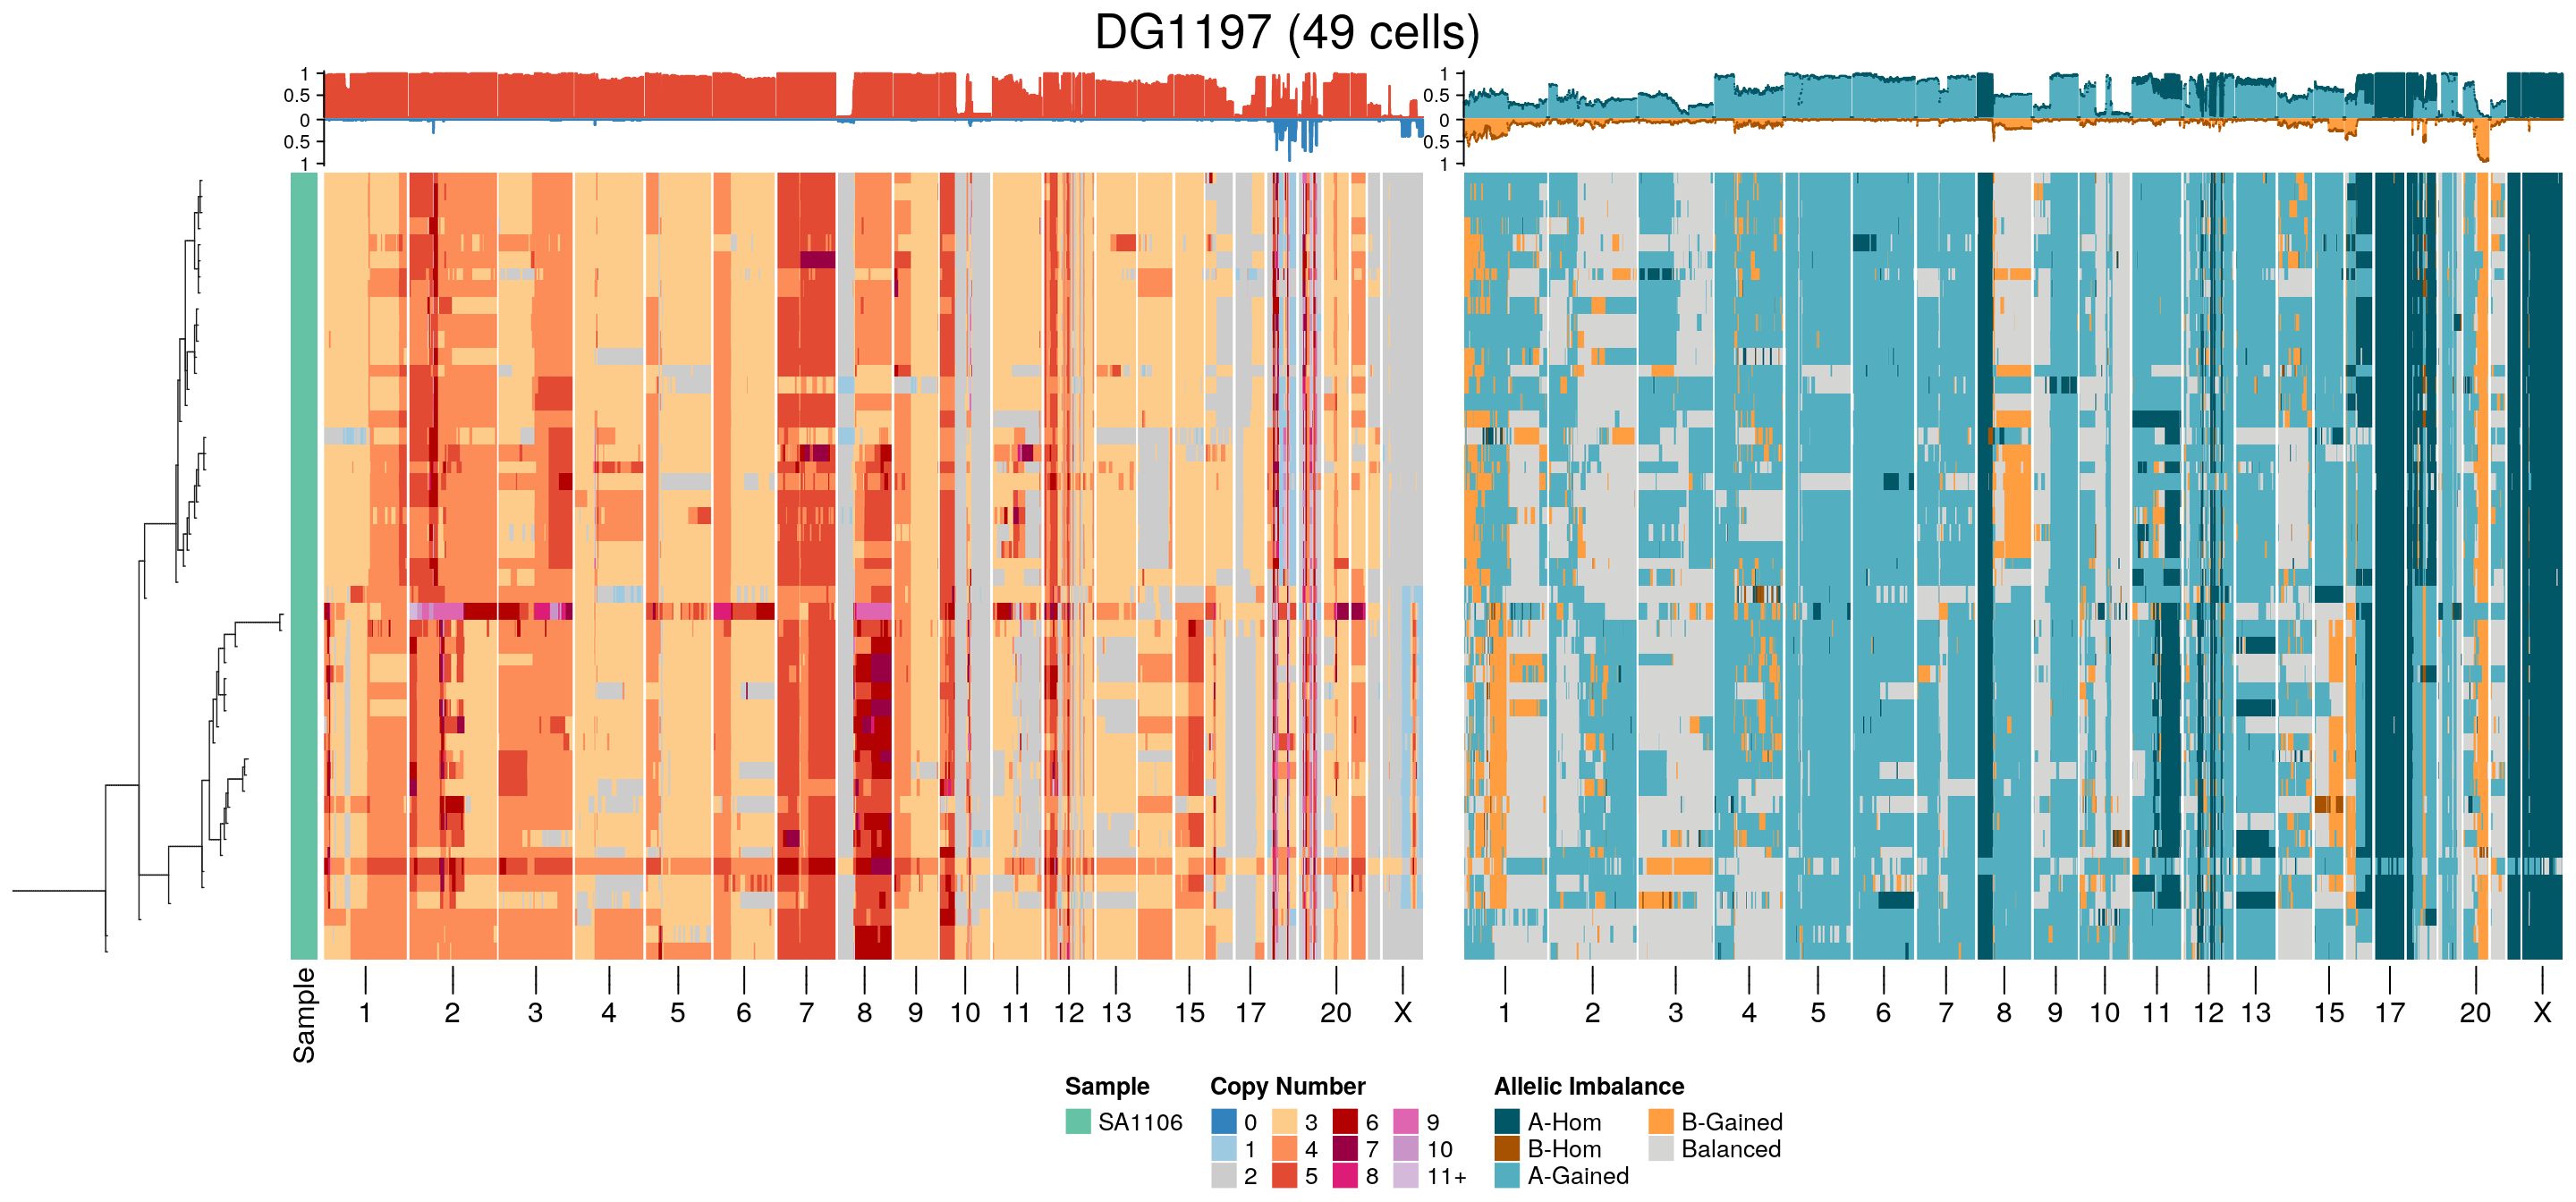 DG1197 (49 cells)
1
0.5
0
0.5
1
1
0.5
0
0.5
1
Sample
1 2 3 4 5 6 7 8 9 10 11 12 13 15 17 20 X
1 2 3 4 5 6 7 8 9 10 11 12 13 15 17 20 X
Sample
SA1106
Copy Number
0 3 6 9
1 4 7 10
2 5 8 11+
Allelic Imbalance
A-Hom B-Gained
B-Hom Balanced
A-Gained